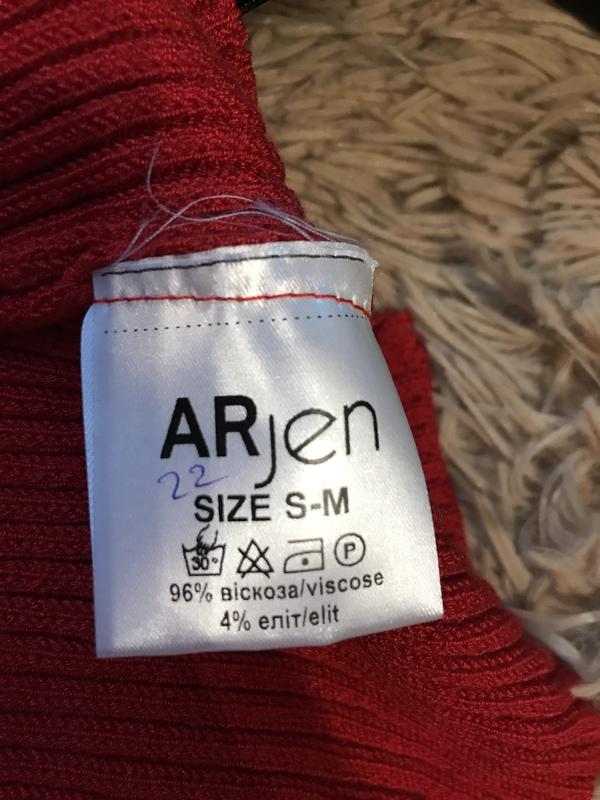 ARjen
22
SIZE S-M
30° P
96% віскоза/viscose
4% еліт/elit